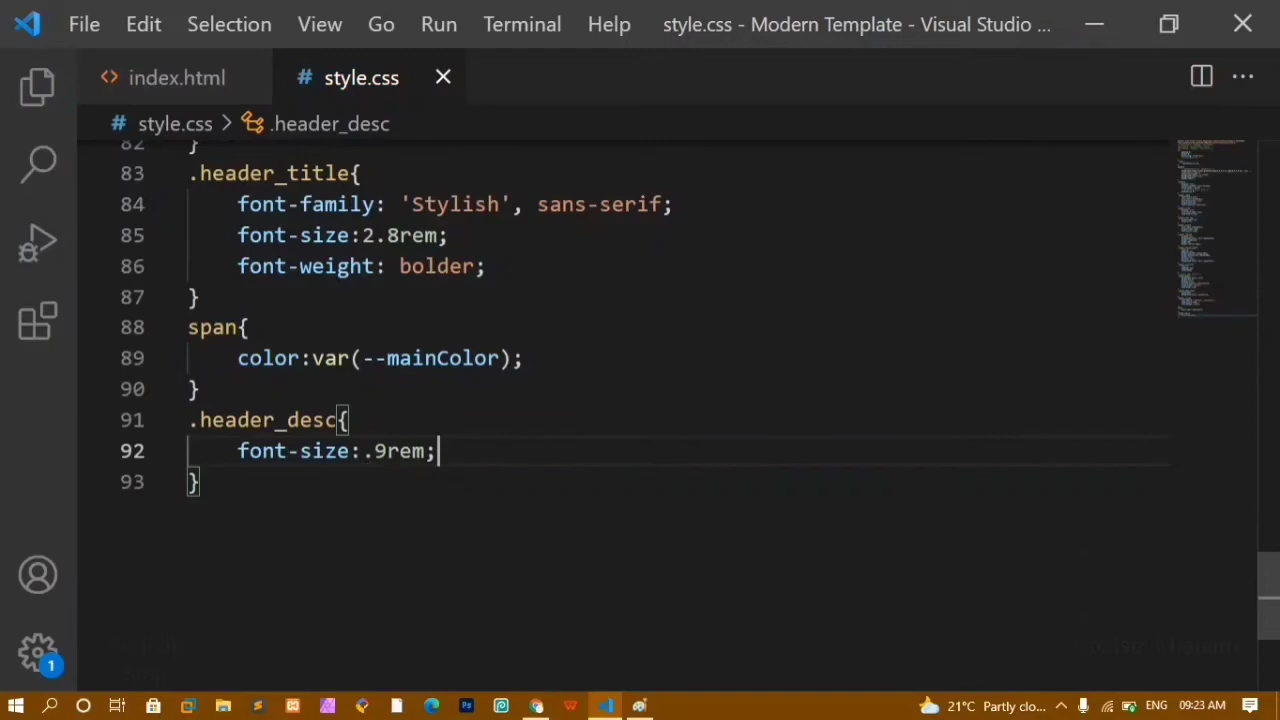 File Edit Selection View Go Run Terminal Help style.css - Modern Template - Visual Studio ...
index.html style.css
# style.css > .header_desc
82 }
83 .header_title{
84 font-family: 'Stylish', sans-serif;
85 font-size:2.8rem;
86 font-weight: bolder;
87 }
88 span{
89 color:var(--mainColor);
90 }
91 .header_desc{
92 font-size:.9rem;
93 }
1
21°C Partly clo... ENG 09:23 AM